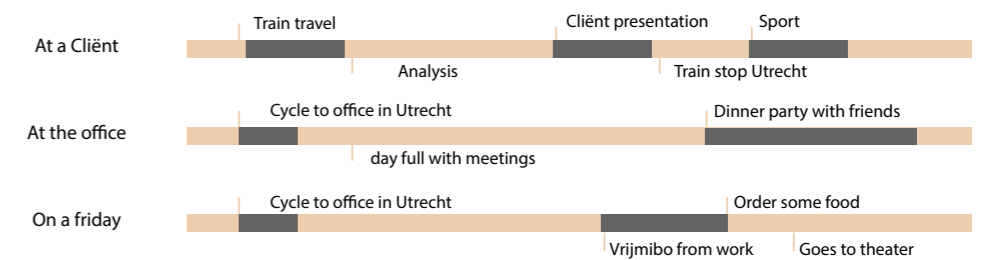 Train travel
Cliënt presentation
Sport
At a Cliënt
Analysis
Train stop Utrecht
Cycle to office in Utrecht
Dinner party with friends
At the office
day full with meetings
Cycle to office in Utrecht
Order some food
On a friday
Vrijmibo from work
Goes to theater